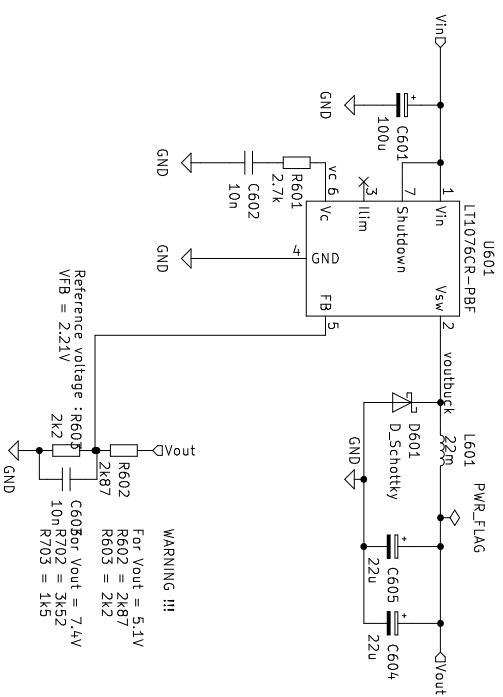 Vin
C601
100u
GND
U601
LT1076CR-PBF
1
Vin
7
Shutdown
3
Ilim
6
Vc
vc
R601
2.7k
C602
10n
GND
4
GND
GND
Vsw
2
FB
5
voutbuck
L601
22m
D601
D_Schottky
GND
PWR_FLAG
C605
22u
C604
22u
Vout
Vout
R602
2k87
Reference voltage :
VFB = 2.21V
R603
2k2
C603
10n
GND
WARNING !!!
For Vout = 5.1V
R602 = 2k87
R603 = 2k2
For Vout = 7.4V
R702 = 3k52
R703 = 1k5